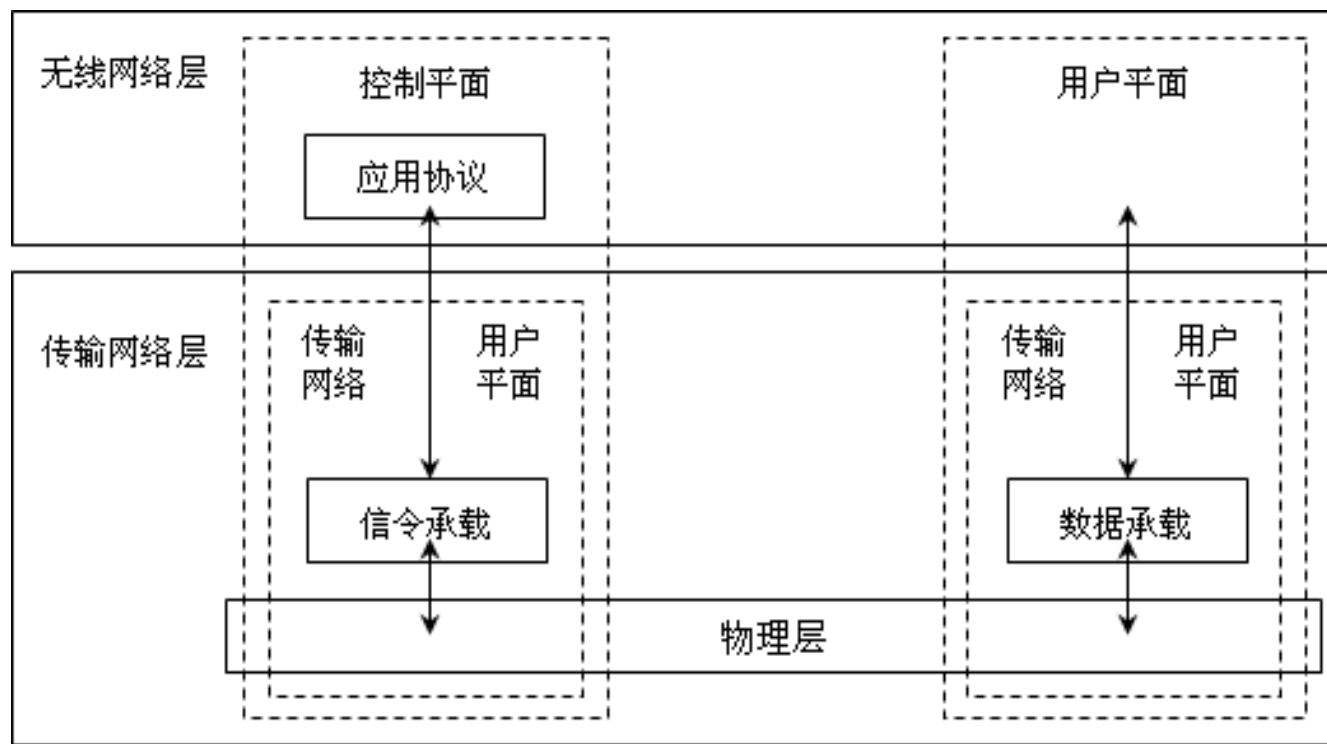 无线网络层
控制平面
用户平面
应用协议
传输网络层
传输
网络
用户
平面
传输
网络
用户
平面
信令承载
数据承载
物理层